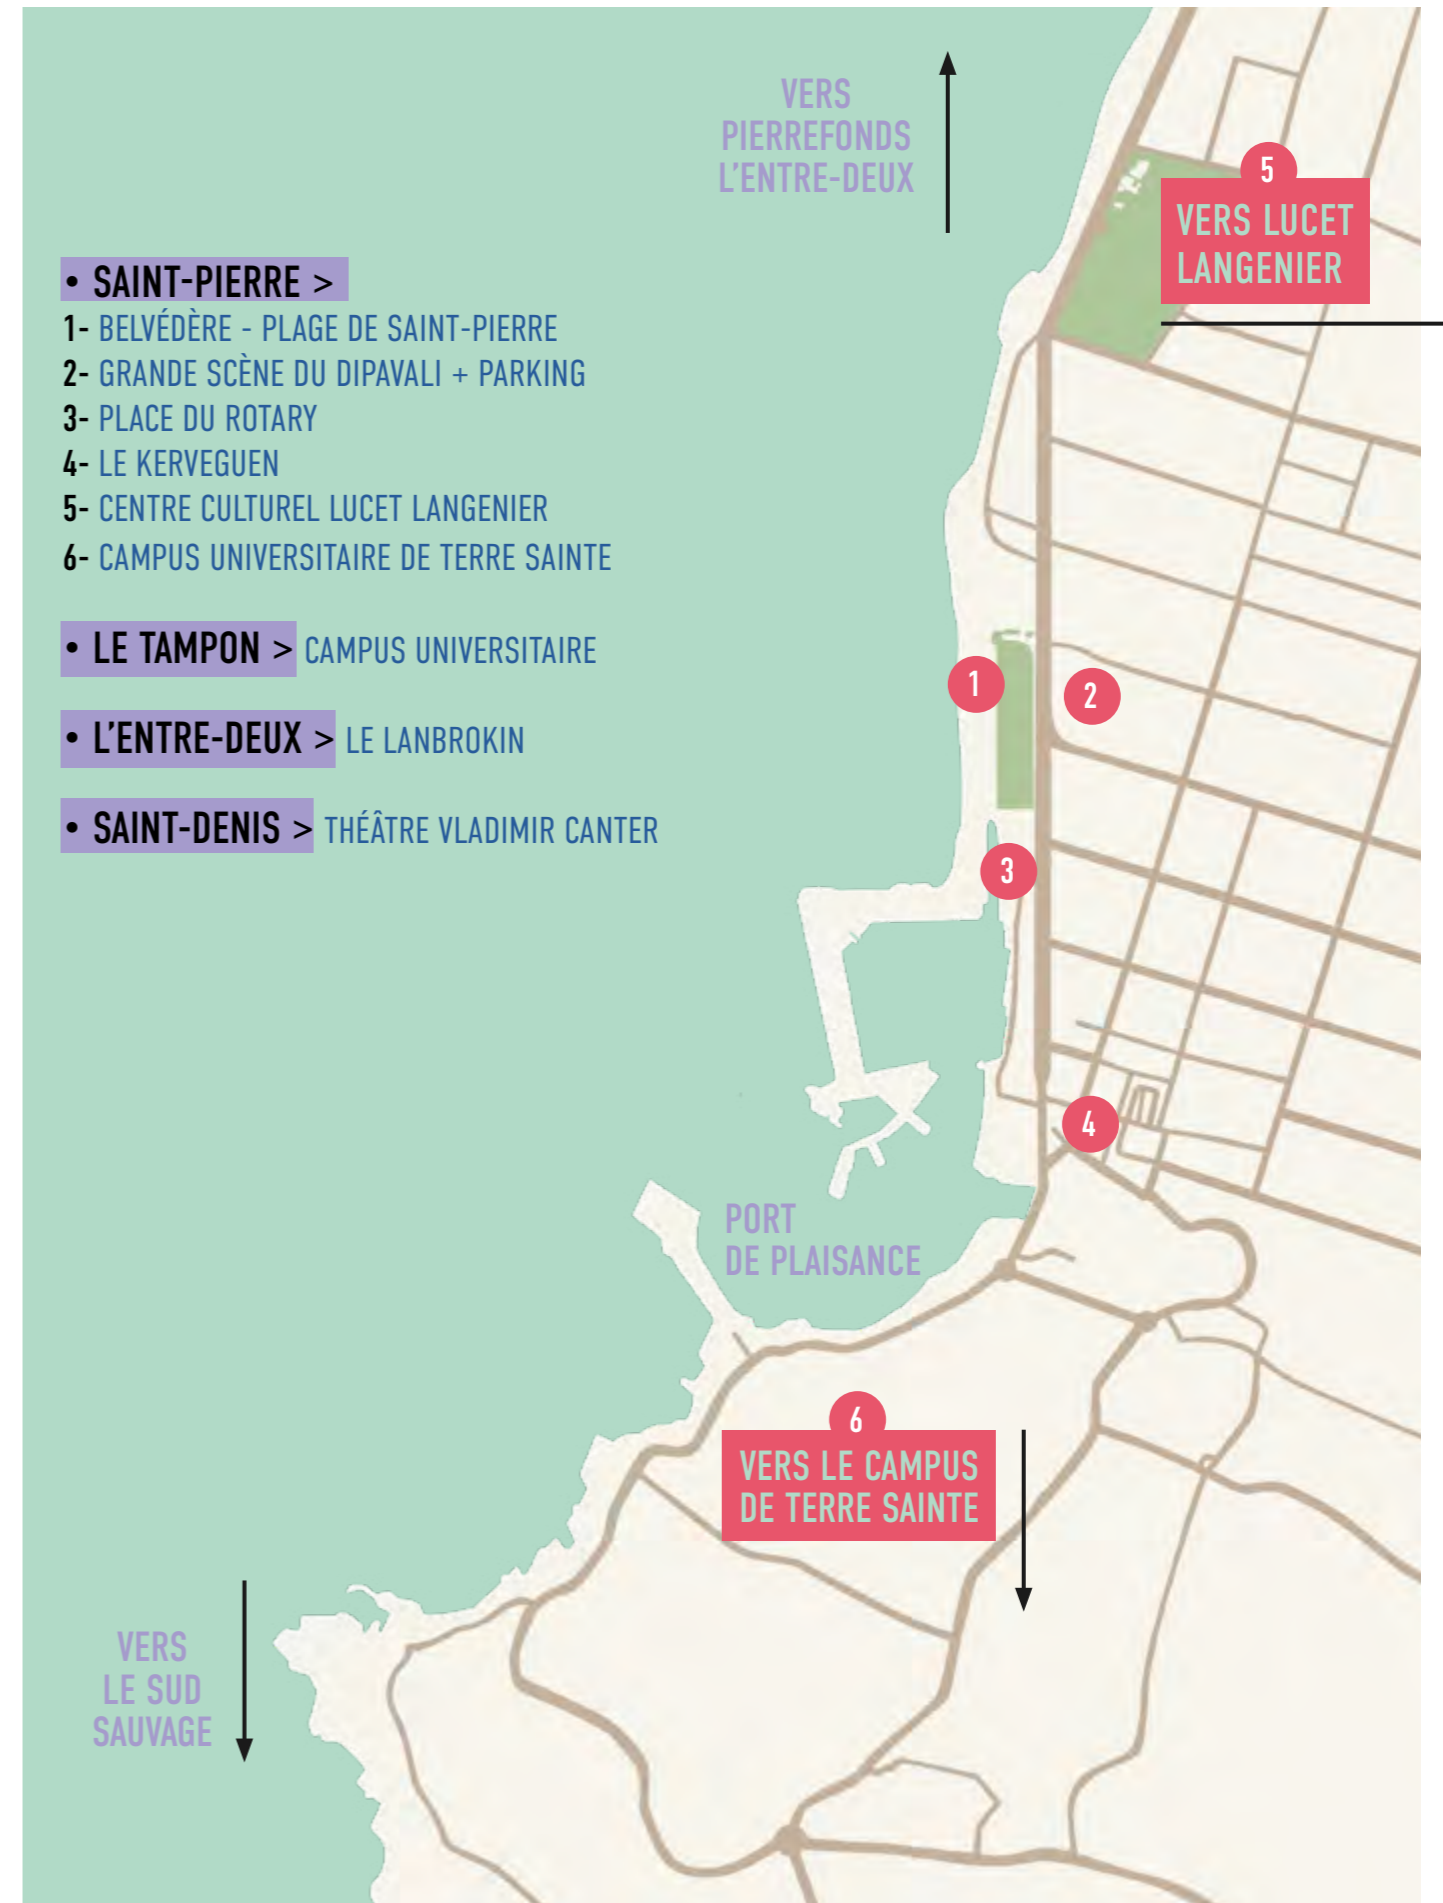 VERS
PIERREFONDS
L'ENTRE-DEUX
5
VERS LUCET
LANGENIER
• SAINT-PIERRE >
1- BELVÉDÈRE - PLAGE DE SAINT-PIERRE
2- GRANDE SCÈNE DU DIPAVALI + PARKING
3- PLACE DU ROTARY
4- LE KERVEGUEN
5- CENTRE CULTUREL LUCET LANGENIER
6- CAMPUS UNIVERSITAIRE DE TERRE SAINTE
• LE TAMPON > CAMPUS UNIVERSITAIRE
• L'ENTRE-DEUX > LE LANBROKIN
• SAINT-DENIS > THÉÂTRE VLADIMIR CANTER
1
2
3
4
PORT
DE PLAISANCE
6
VERS LE CAMPUS
DE TERRE SAINTE
VERS
LE SUD
SAUVAGE